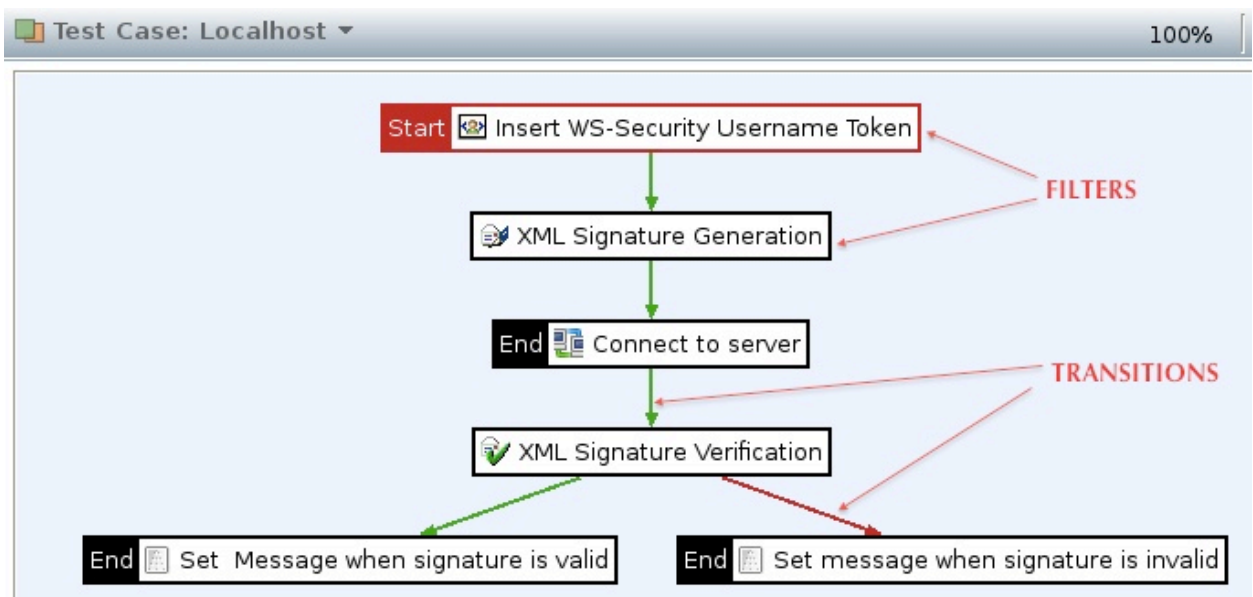 Test Case: Localhost
100%
Start Insert WS-Security Username Token
FILTERS
XML Signature Generation
End Connect to server
TRANSITIONS
XML Signature Verification
End Set Message when signature is valid
End Set message when signature is invalid